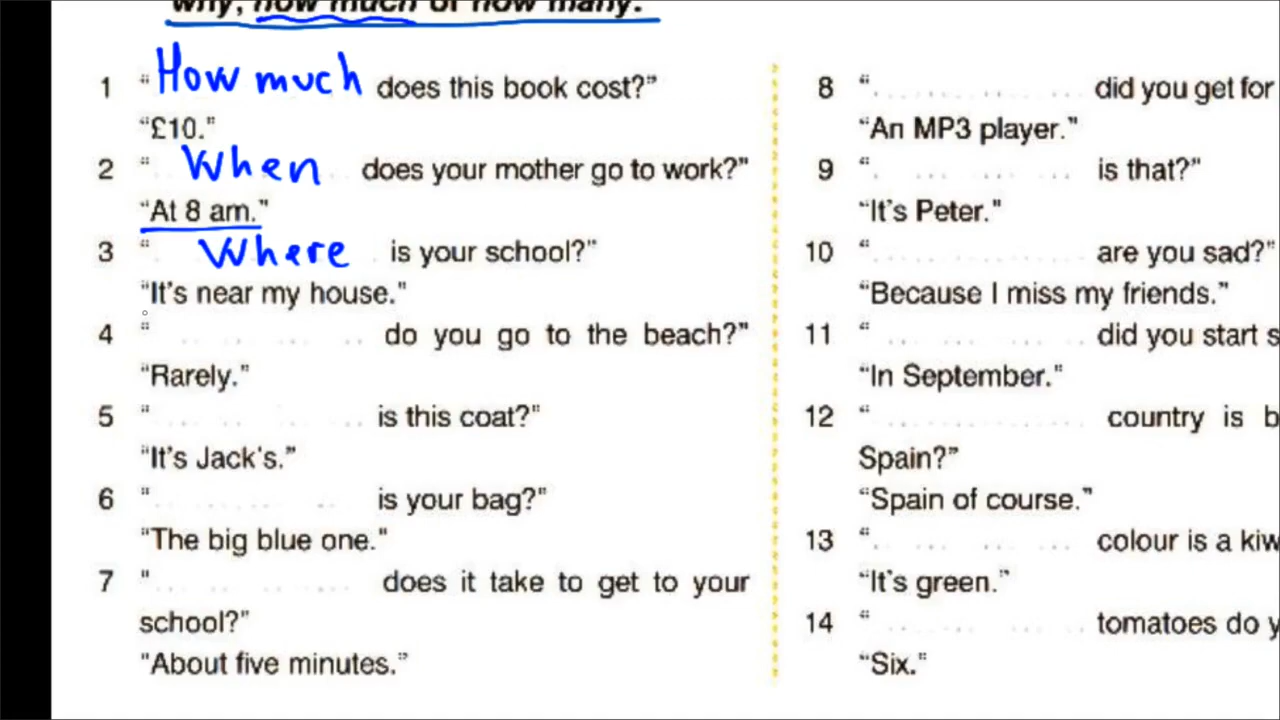 why, how much or how many.
1 "How much does this book cost?"
"£10."
2 "When does your mother go to work?"
"At 8 am."
3 "Where is your school?"
"It's near my house."
4 " do you go to the beach?"
"Rarely."
5 " is this coat?"
"It's Jack's."
6 " is your bag?"
"The big blue one."
7 " does it take to get to your
school?"
"About five minutes."
8 " did you get for
"An MP3 player."
9 " is that?"
"It's Peter."
10 " are you sad?"
"Because I miss my friends."
11 " did you start s
"In September."
12 " country is b
Spain?"
"Spain of course."
13 " colour is a kiw
"It's green."
14 " tomatoes do y
"Six."